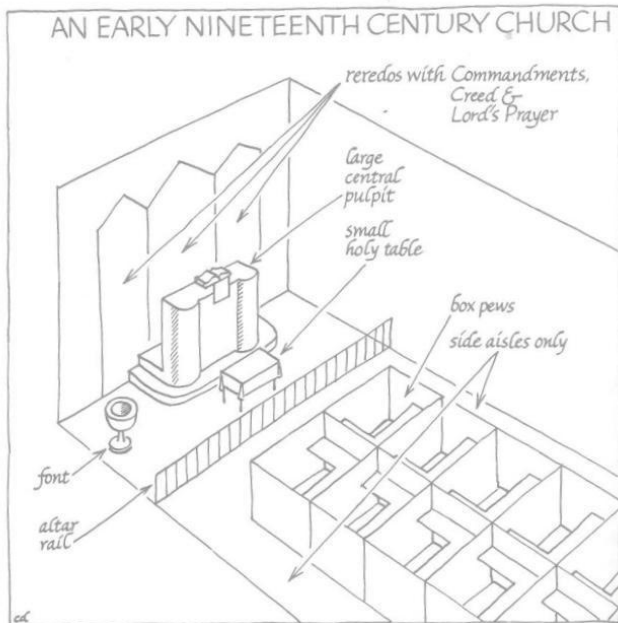 AN EARLY NINETEENTH CENTURY CHURCH
reredos with Commandments,
Creed &
Lord's Prayer
large
central
pulpit
small
holy table
box pews
side aisles only
font
altar
rail
cd